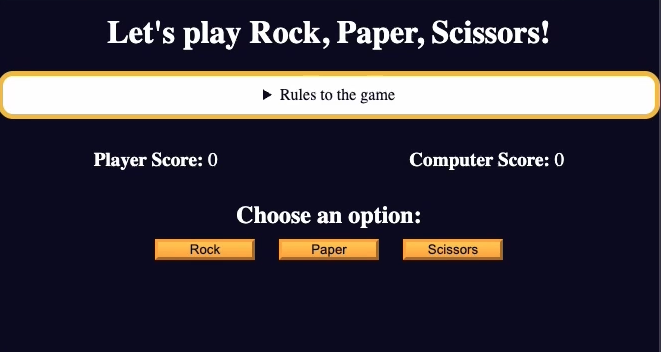 Let's play Rock, Paper, Scissors!
Rules to the game
Player Score: 0 Computer Score: 0
Choose an option:
Rock Paper Scissors